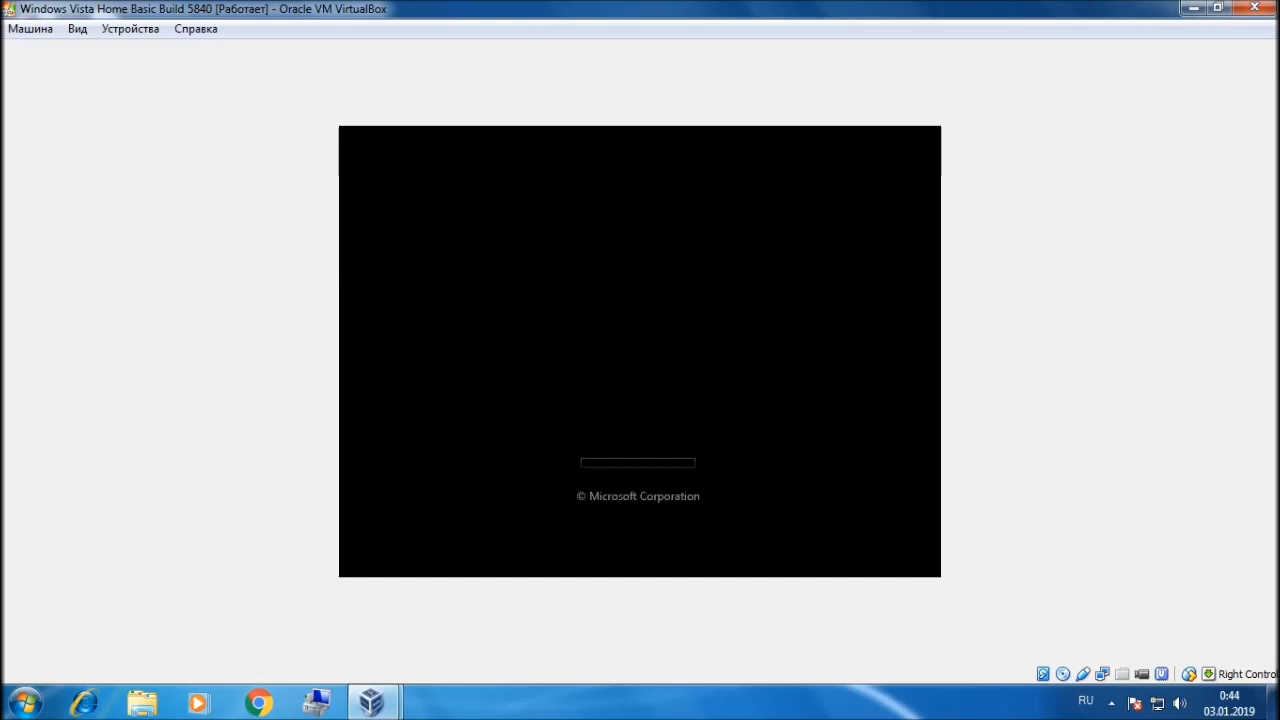 Windows Vista Home Basic Build 5840 [Работает] - Oracle VM VirtualBox
Машина Вид Устройства Справка
© Microsoft Corporation
Right Contro
RU
0:44
03.01.2019